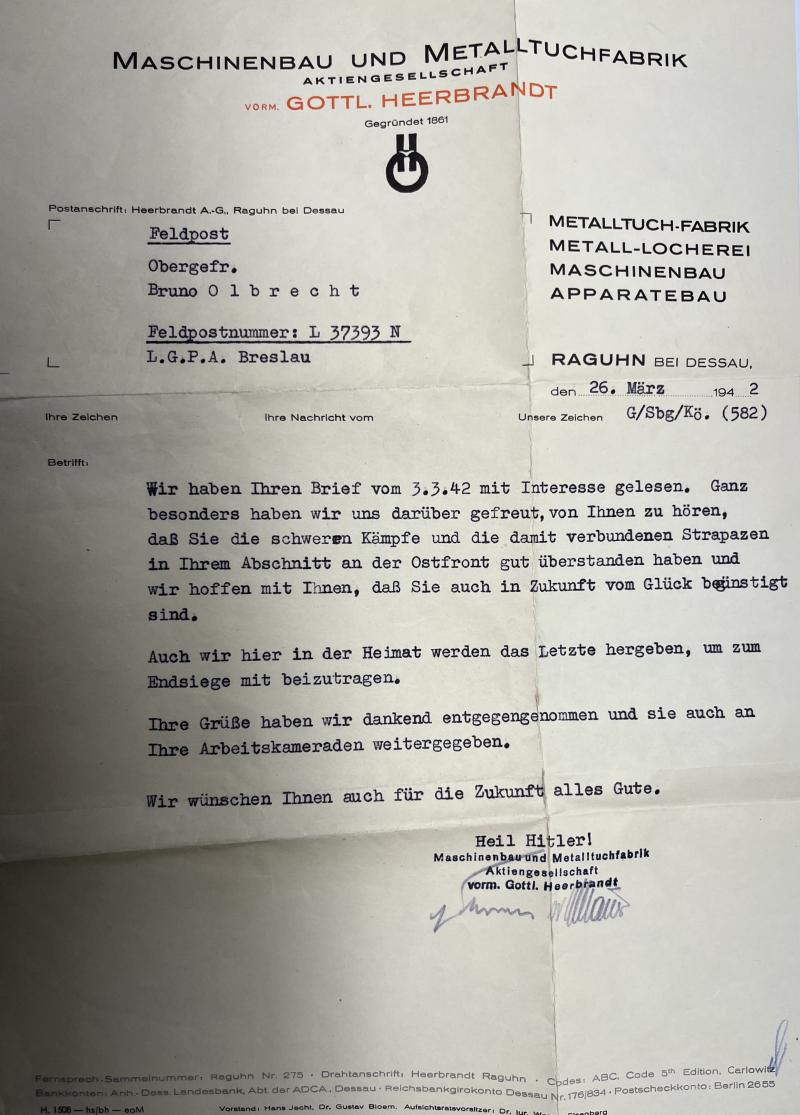 MASCHINENBAU UND METALLTUCHFABRIK
AKTIENGESELLSCHAFT
VORM. GOTTL. HEERBRANDT
Gegründet 1861
Postanschrift: Heerbrandt A.-G., Raguhn bei Dessau
Feldpost
Obergefr.
Bruno O l b r e c h t
Feldpostnummer: L 37393 N
L.G.P.A. Breslau
METALLTUCH-FABRIK
METALL-LOCHEREI
MASCHINENBAU
APPARATEBAU
RAGUHN BEI DESSAU,
den 26. März 194 2
Ihre Zeichen Ihre Nachricht vom Unsere Zeichen G/Sbg/Kö. (582)
Betrifft:
Wir haben Ihren Brief vom 3.3.42 mit Interesse gelesen. Ganz
besonders haben wir uns darüber gefreut, von Ihnen zu hören,
daß Sie die schweren Kämpfe und die damit verbundenen Strapazen
in Ihrem Abschnitt an der Ostfront gut überstanden haben und
wir hoffen mit Ihnen, daß Sie auch in Zukunft vom Glück begünstigt
sind.
Auch wir hier in der Heimat werden das Letzte hergeben, um zum
Endsiege mit beizutragen.
Ihre Grüße haben wir dankend entgegengenommen und sie auch an
Ihre Arbeitskameraden weitergegeben.
Wir wünschen Ihnen auch für die Zukunft alles Gute.
Heil Hitler!
Maschinenbau und Metalltuchfabrik
Aktiengesellschaft
vorm. Gottl. Heerbrandt
Fernsprech-Sammelnummer: Raguhn Nr. 275 · Drahtanschrift: Heerbrandt Raguhn · Codes: ABC, Code 5th Edition, Carlowitz
Bankkonten: Anh.-Dess. Landesbank, Abt. der ADCA., Dessau · Reichsbankgirokonto Dessau Nr. 176/834 · Postscheckkonto: Berlin 2655
H. 1508 — hs/bh — eoM Vorstand: Hans Jecht, Dr. Gustav Bloem. Aufsichtsratsvorsitzer: Dr. jur.